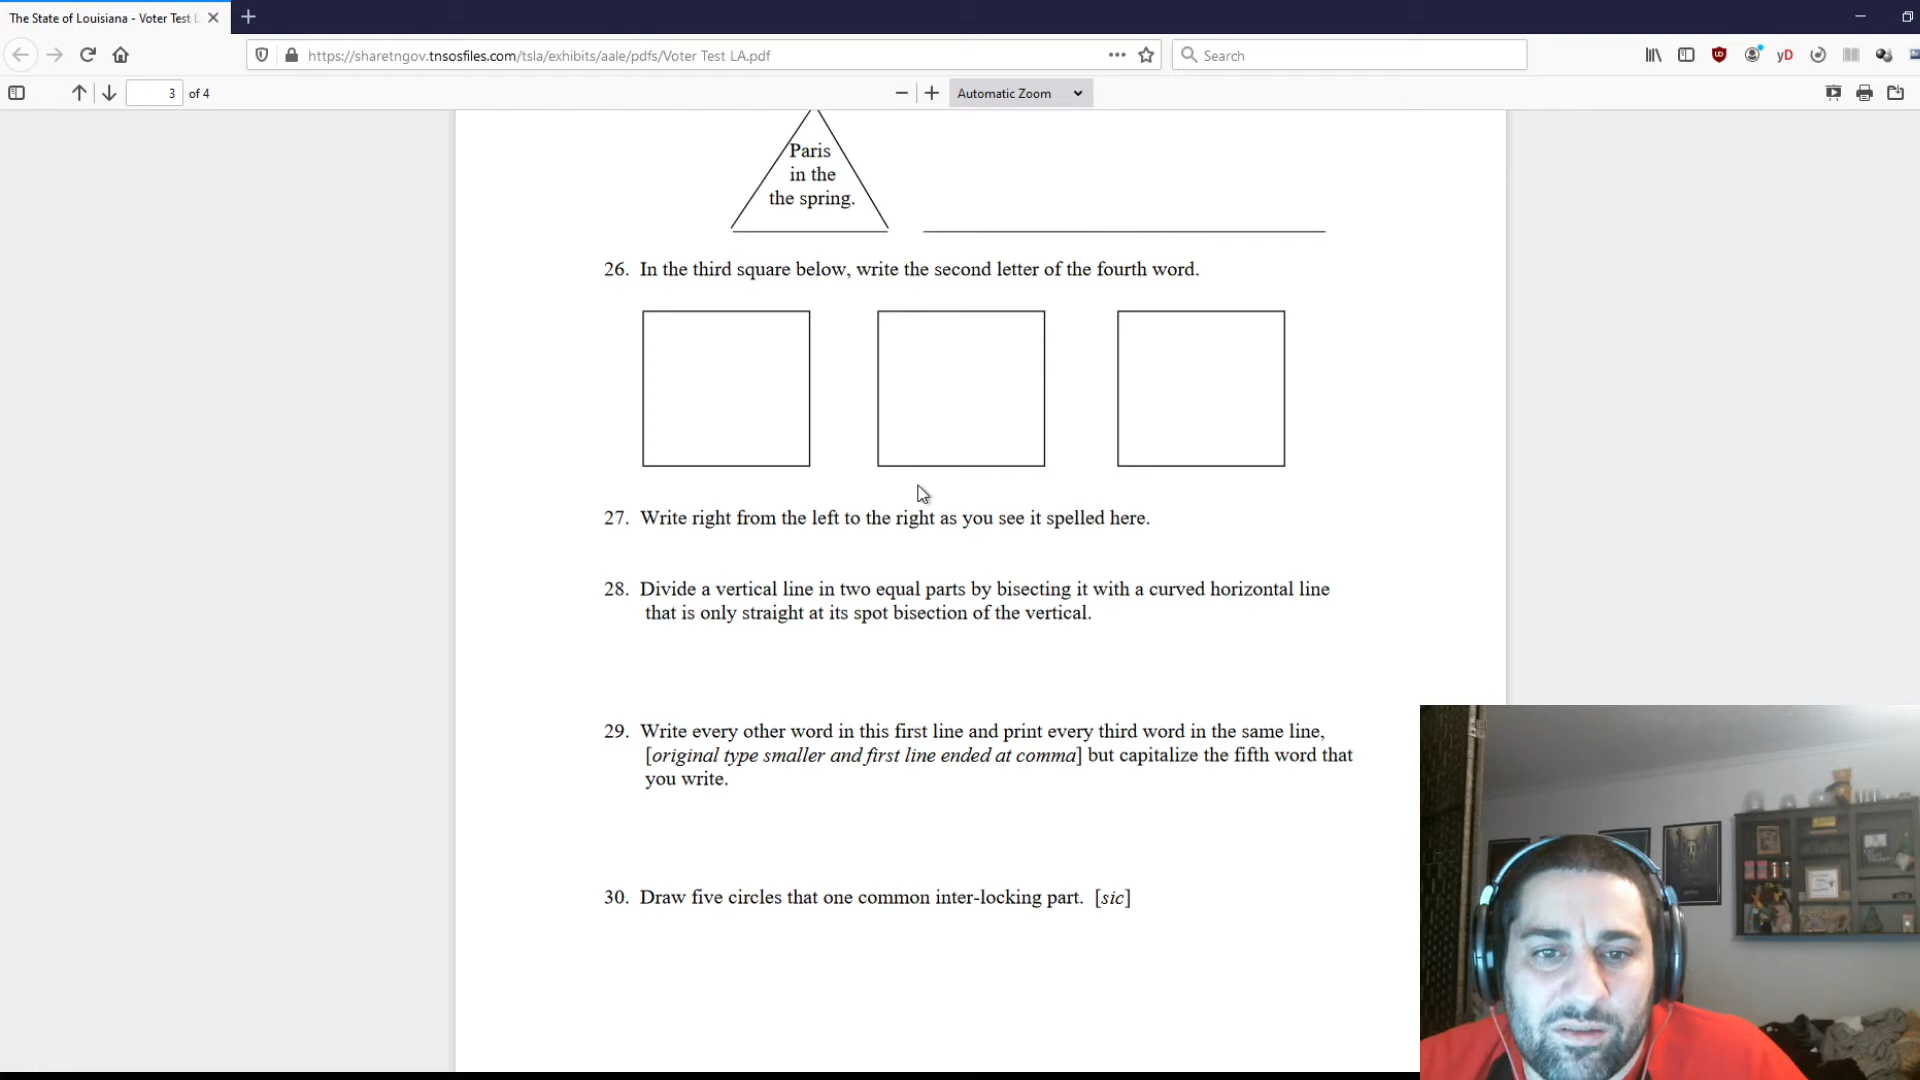 The State of Louisiana - Voter Test L
https://sharetngov.tnsosfiles.com/tsla/exhibits/aale/pdfs/Voter Test LA.pdf
Search
yD
3 of 4
Automatic Zoom
Paris
in the
the spring.
26. In the third square below, write the second letter of the fourth word.
27. Write right from the left to the right as you see it spelled here.
28. Divide a vertical line in two equal parts by bisecting it with a curved horizontal line
that is only straight at its spot bisection of the vertical.
29. Write every other word in this first line and print every third word in the same line,
[original type smaller and first line ended at comma] but capitalize the fifth word that
you write.
30. Draw five circles that one common inter-locking part. [sic]